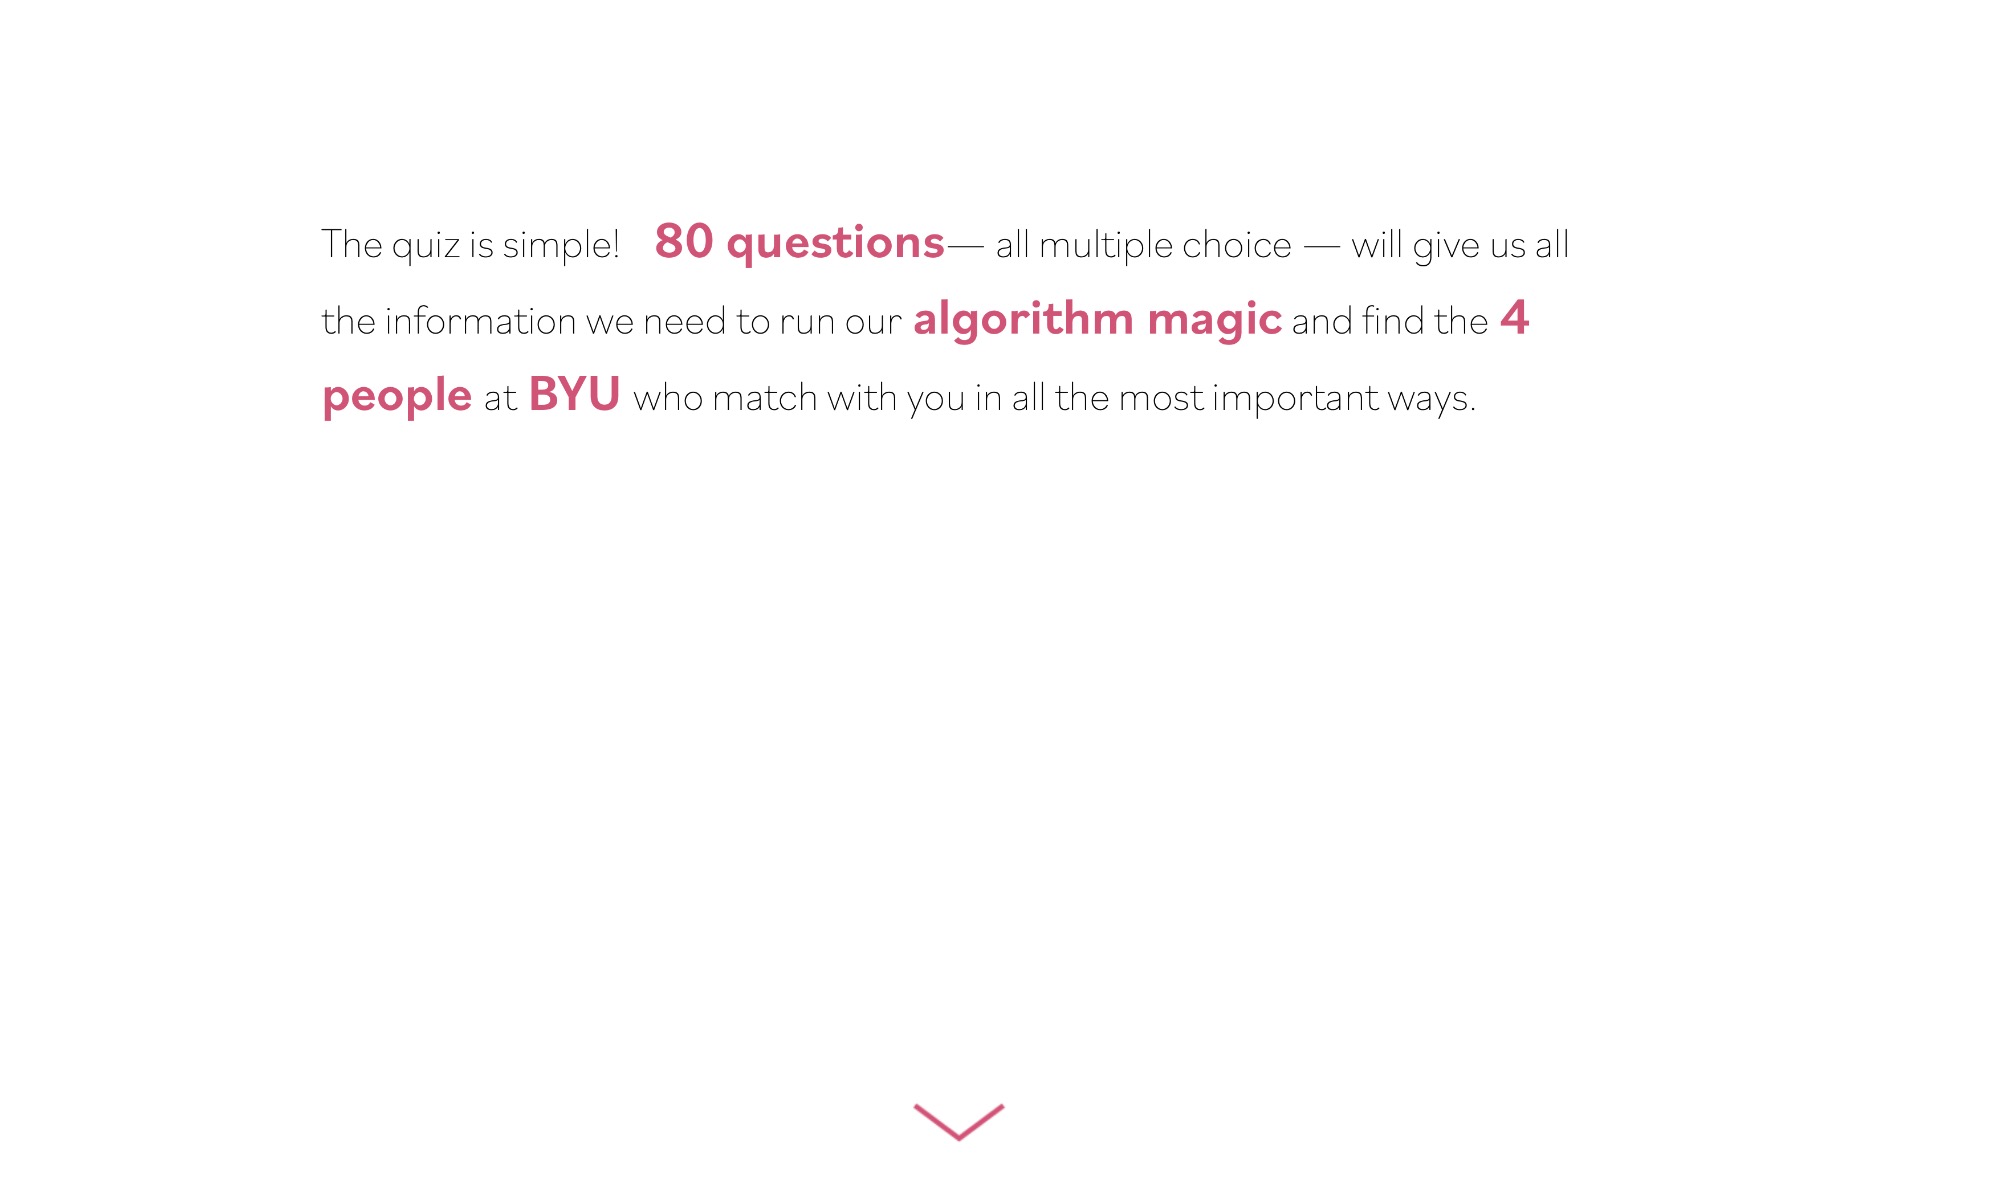 The quiz is simple! 80 questions— all multiple choice — will give us all
the information we need to run our algorithm magic and find the 4
people at BYU who match with you in all the most important ways.